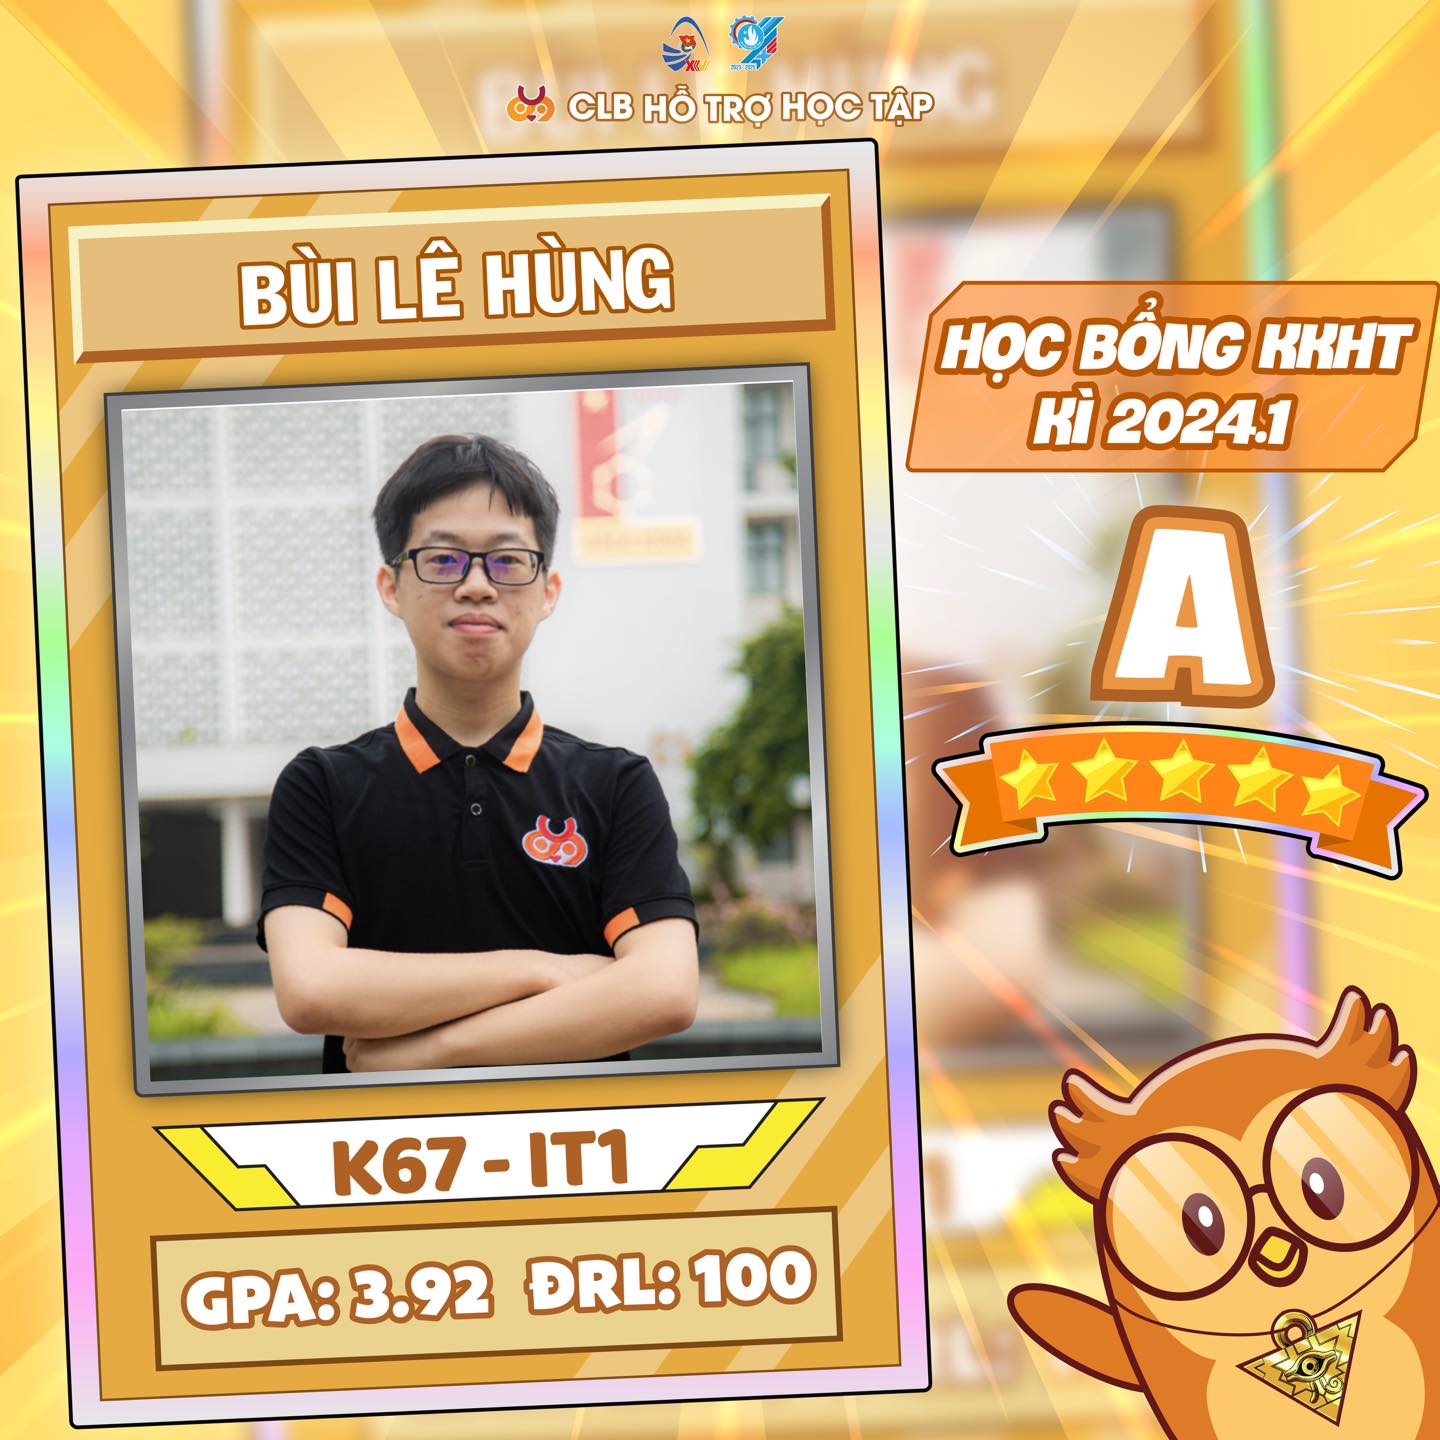 CLB HỖ TRỢ HỌC TẬP
BÙI LÊ HÙNG
HỌC BỔNG KKHT
KÌ 2024.1
A
K67 - IT1
GPA: 3.92 ĐRL: 100